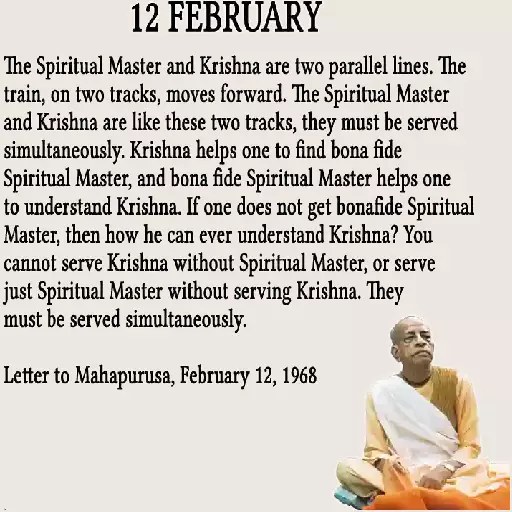 12 FEBRUARY
The Spiritual Master and Krishna are two parallel lines. The
train, on two tracks, moves forward. The Spiritual Master
and Krishna are like these two tracks, they must be served
simultaneously. Krishna helps one to find bona fide
Spiritual Master, and bona fide Spiritual Master helps one
to understand Krishna. If one does not get bonafide Spiritual
Master, then how he can ever understand Krishna? You
cannot serve Krishna without Spiritual Master, or serve
just Spiritual Master without serving Krishna. They
must be served simultaneously.
Letter to Mahapurusa, February 12, 1968